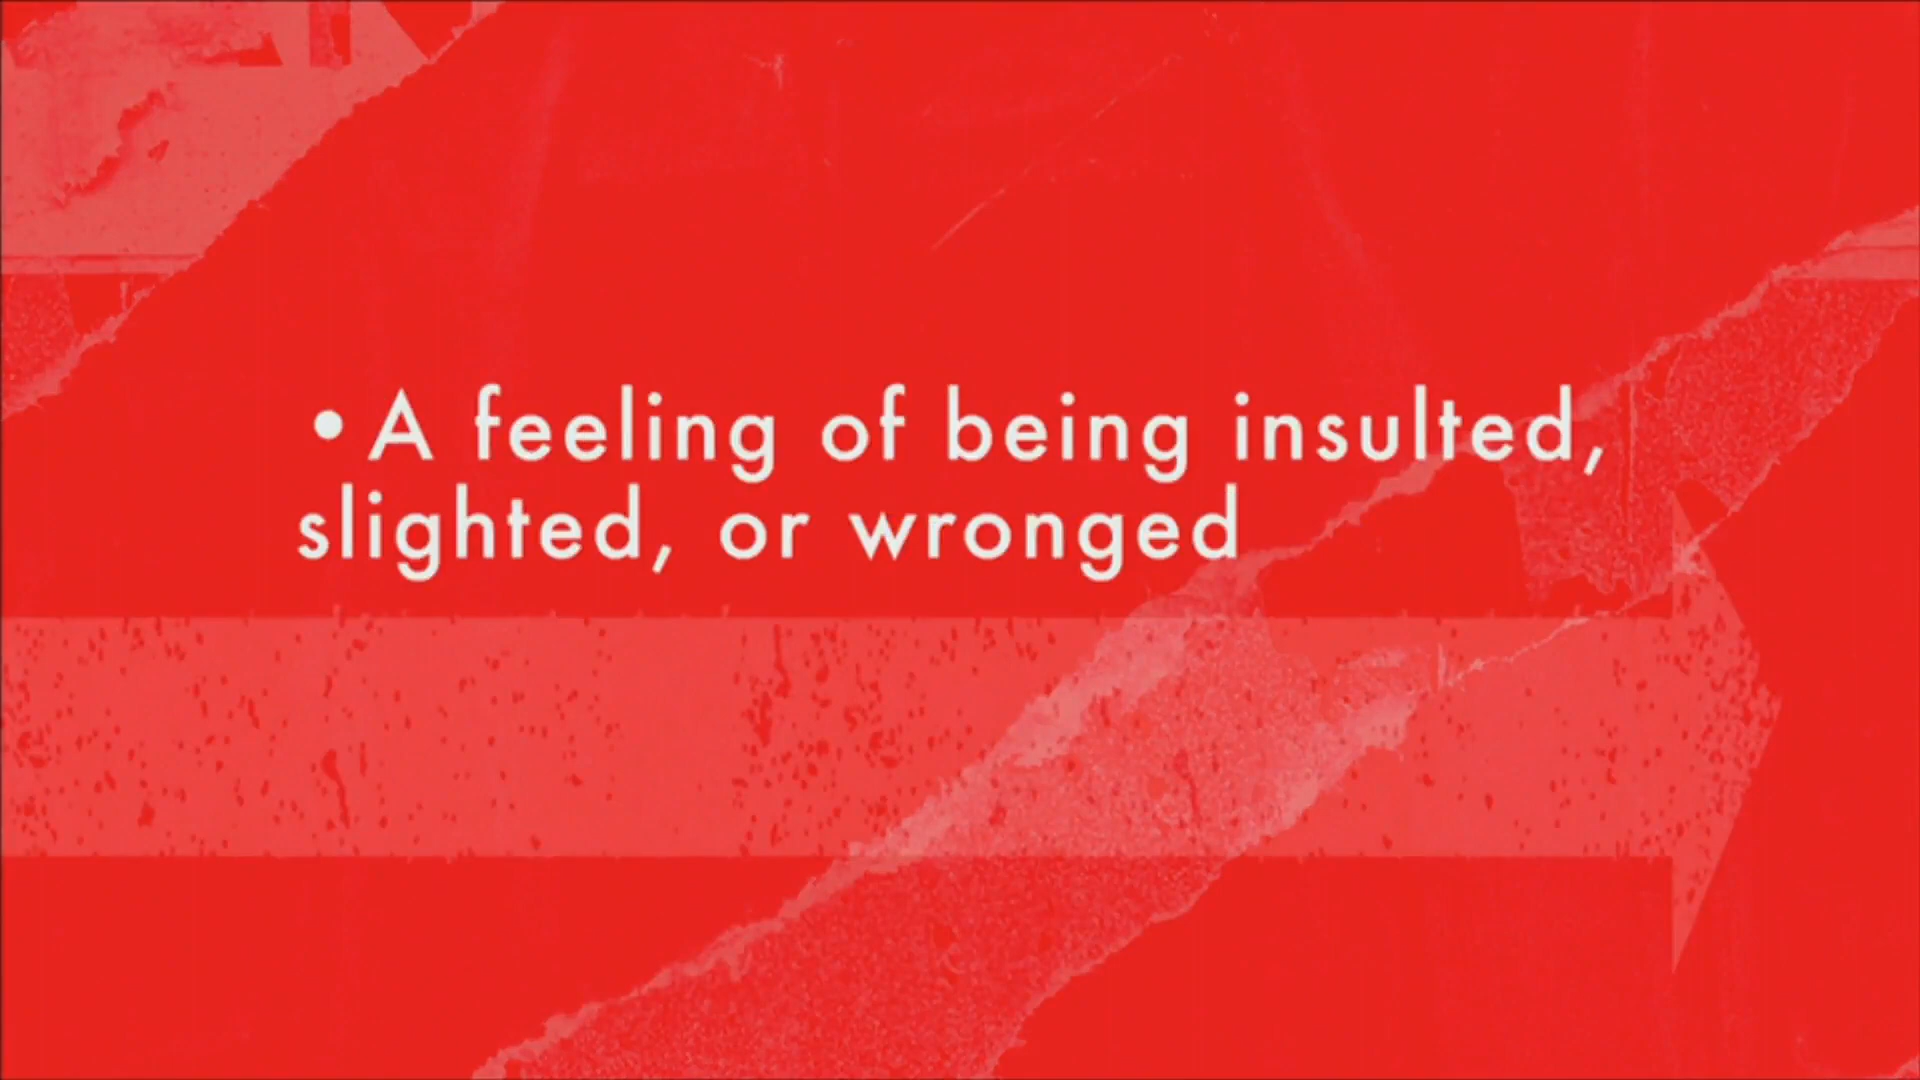 •A feeling of being insulted,
slighted, or wronged